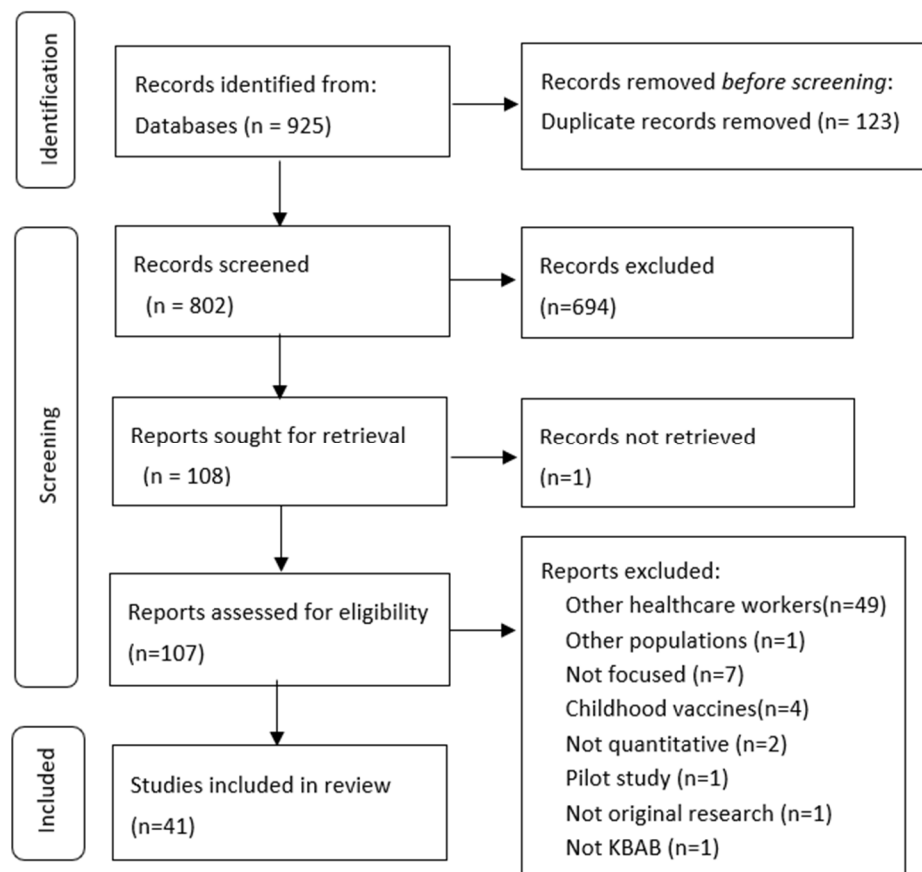 Identification
Records identified from:
Databases (n = 925)
Records removed before screening:
Duplicate records removed (n= 123)
Screening
Records screened
(n = 802)
Records excluded
(n=694)
Reports sought for retrieval
(n = 108)
Records not retrieved
(n=1)
Reports assessed for eligibility
(n=107)
Reports excluded:
Other healthcare workers(n=49)
Other populations (n=1)
Not focused (n=7)
Childhood vaccines(n=4)
Not quantitative (n=2)
Pilot study (n=1)
Not original research (n=1)
Not KBAB (n=1)
Included
Studies included in review
(n=41)